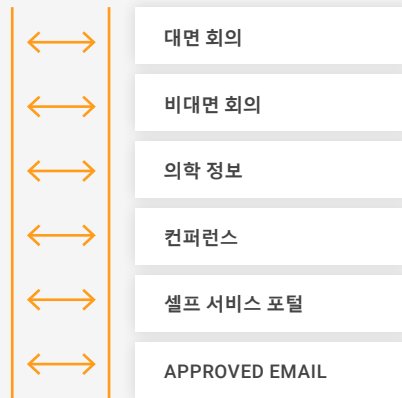 대면 회의
비대면 회의
의학 정보
컨퍼런스
셀프 서비스 포털
APPROVED EMAIL